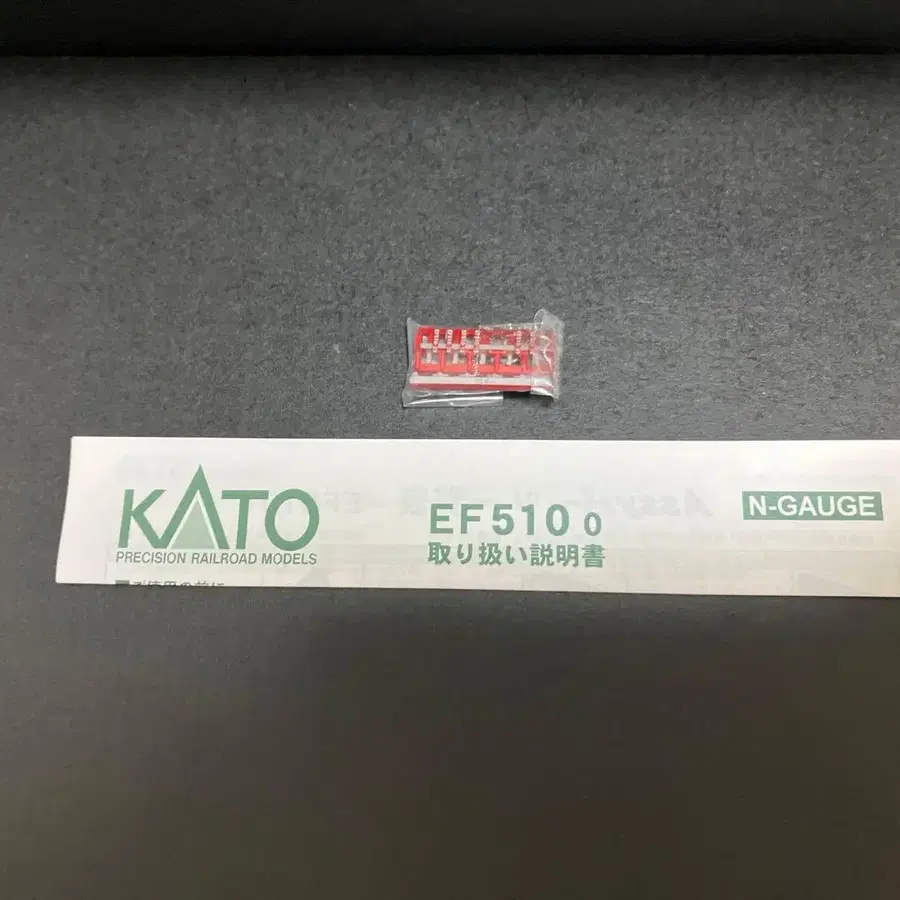 KATO
PRECISION RAILROAD MODELS
EF510 0
取り扱い説明書
N-GAUGE